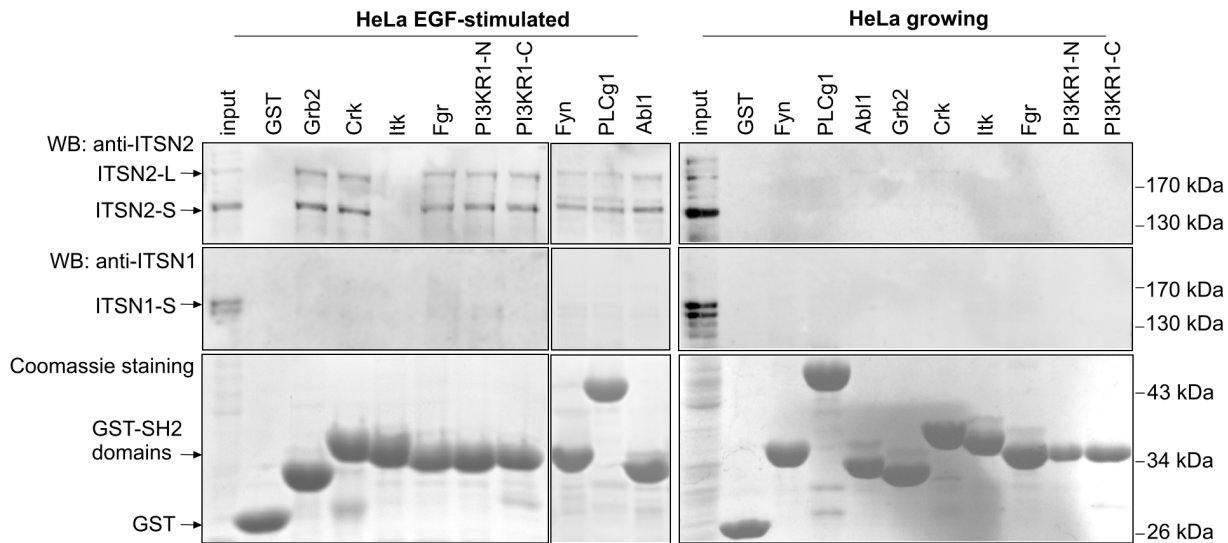 HeLa EGF-stimulated
HeLa growing
input
GST
Grb2
Crk
Itk
Fgr
PI3KR1-N
PI3KR1-C
Fyn
PLCg1
Abl1
input
GST
Fyn
PLCg1
Abl1
Grb2
Crk
Itk
Fgr
PI3KR1-N
PI3KR1-C
WB: anti-ITSN2
ITSN2-L
ITSN2-S
170 kDa
130 kDa
WB: anti-ITSN1
ITSN1-S
170 kDa
130 kDa
Coomassie staining
GST-SH2
domains
GST
43 kDa
34 kDa
26 kDa